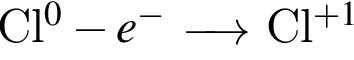 Cl⁰ − e⁻ ⟶ Cl⁺¹